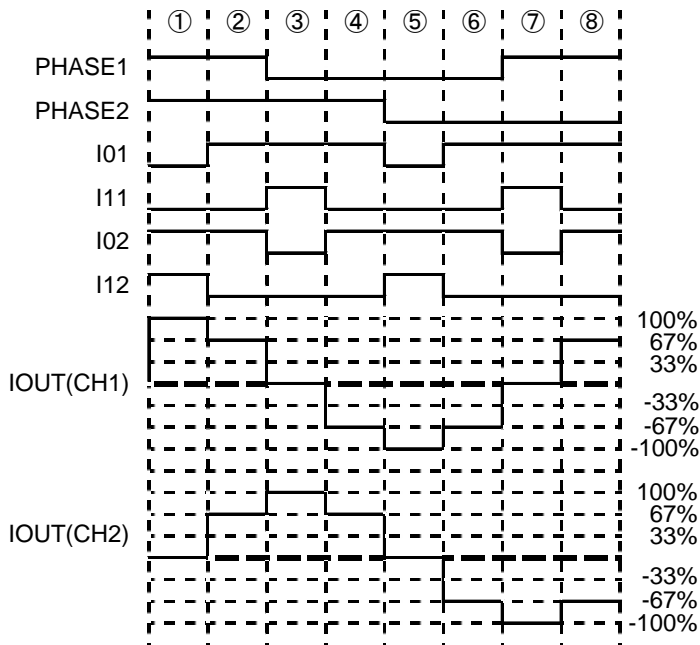 ① ② ③ ④ ⑤ ⑥ ⑦ ⑧
PHASE1
PHASE2
I01
I11
I02
I12
IOUT(CH1)
100%
67%
33%
-33%
-67%
-100%
IOUT(CH2)
100%
67%
33%
-33%
-67%
-100%